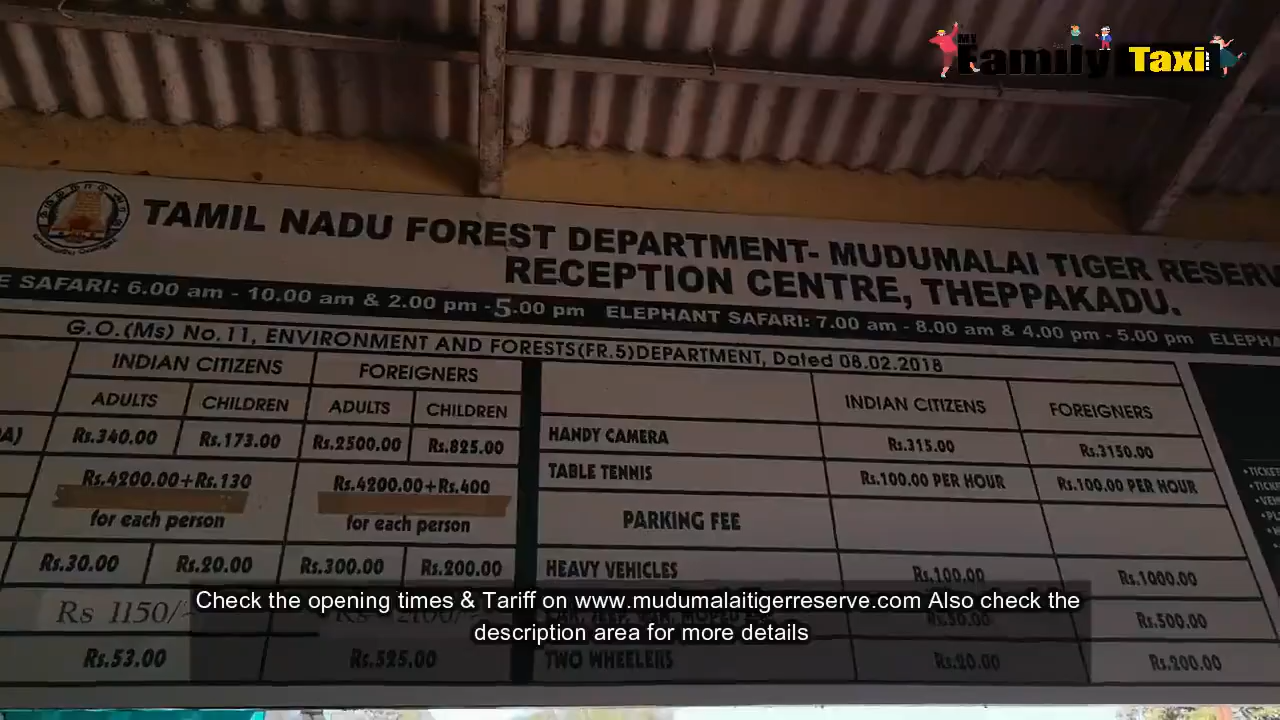 MY
Family Taxi
TAMIL NADU FOREST DEPARTMENT- MUDUMALAI TIGER RESERV
RECEPTION CENTRE, THEPPAKADU.
E SAFARI: 6.00 am - 10.00 am & 2.00 pm -5.00 pm ELEPHANT SAFARI: 7.00 am - 8.00 am & 4.00 pm - 5.00 pm ELEPHA
G.O.(Ms) No.11, ENVIRONMENT AND FORESTS(FR.5)DEPARTMENT, Dated 08.02.2018
INDIAN CITIZENS FOREIGNERS
ADULTS CHILDREN ADULTS CHILDREN
A) Rs.340.00 Rs.173.00 Rs.2500.00 Rs.825.00
Rs.4200.00+Rs.130 Rs.4200.00+Rs.400
for each person for each person
Rs.30.00 Rs.20.00 Rs.300.00 Rs.200.00
Rs 1150/-
Rs.53.00 Rs.525.00
INDIAN CITIZENS FOREIGNERS
HANDY CAMERA Rs.315.00 Rs.3150.00
TABLE TENNIS Rs.100.00 PER HOUR Rs.100.00 PER HOUR
PARKING FEE
HEAVY VEHICLES Rs.100.00 Rs.1000.00
Rs.50.00 Rs.500.00
TWO WHEELERS Rs.20.00 Rs.200.00
Check the opening times & Tariff on www.mudumalaitigerreserve.com Also check the
description area for more details